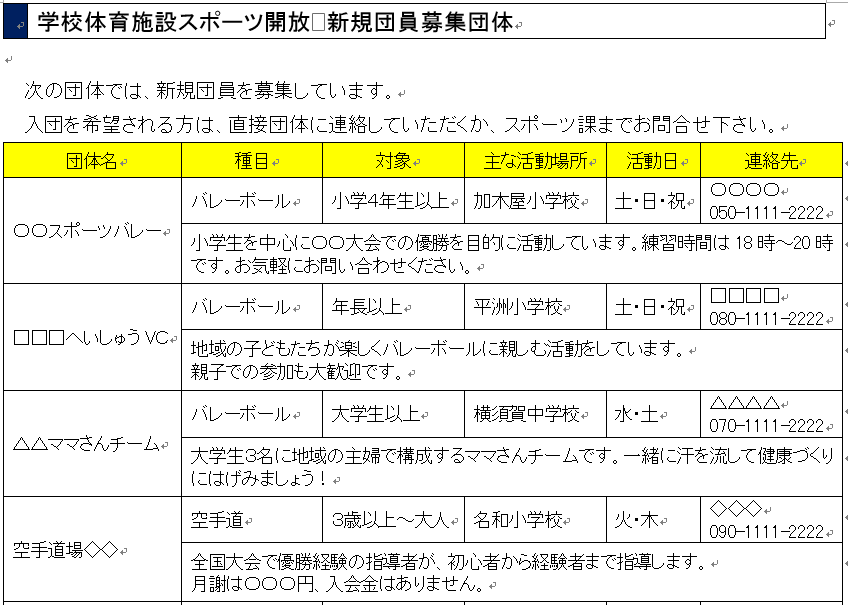 学校体育施設スポーツ開放□新規団員募集団体
次の団体では、新規団員を募集しています。
入団を希望される方は、直接団体に連絡していただくか、スポーツ課までお問合せ下さい。
団体名 種目 対象 主な活動場所 活動日 連絡先
〇〇スポーツバレー
バレーボール 小学4年生以上 加木屋小学校 土・日・祝 〇〇〇〇
050-1111-2222
小学生を中心に〇〇大会での優勝を目的に活動しています。練習時間は18時～20時
です。お気軽にお問い合わせください。
□□□へいしゅうVC
バレーボール 年長以上 平洲小学校 土・日・祝 □□□□
080-1111-2222
地域の子どもたちが楽しくバレーボールに親しむ活動をしています。
親子での参加も大歓迎です。
△△ママさんチーム
バレーボール 大学生以上 横須賀中学校 水・土 △△△△
070-1111-2222
大学生3名に地域の主婦で構成するママさんチームです。一緒に汗を流して健康づくり
にはげみましょう！
空手道場◇◇
空手道 3歳以上～大人 名和小学校 火・木 ◇◇◇
090-1111-2222
全国大会で優勝経験の指導者が、初心者から経験者まで指導します。
月謝は〇〇〇円、入会金はありません。